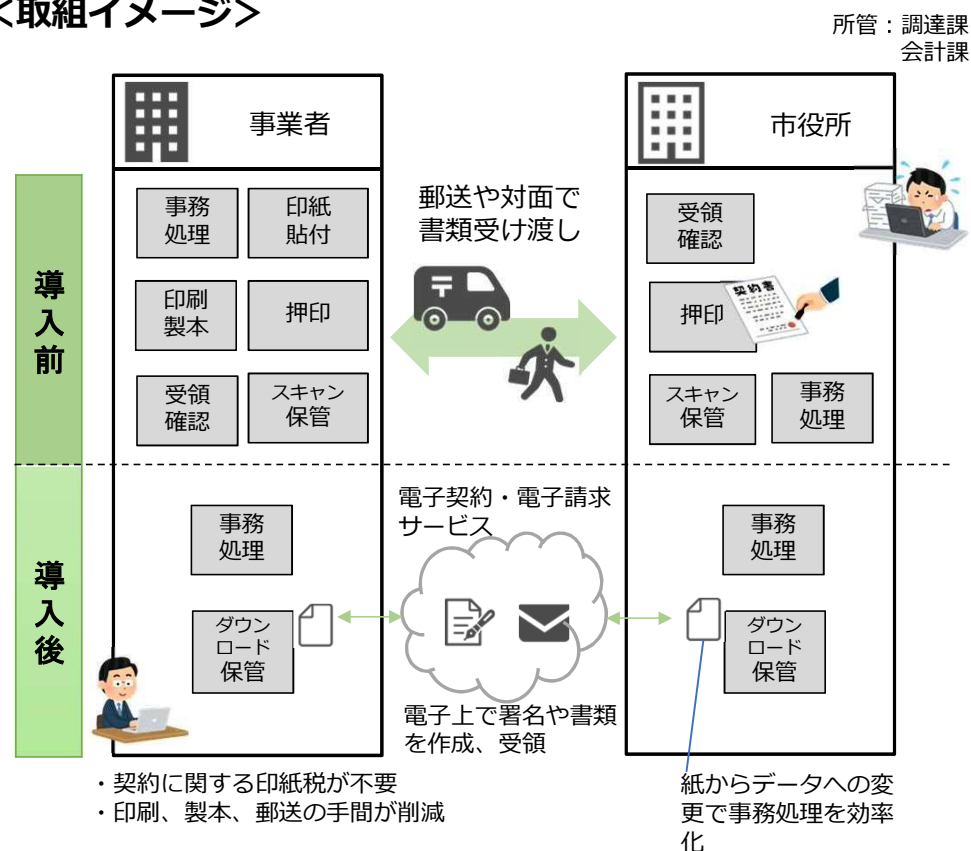 <取組イメージ>
所管：調達課
会計課
事業者
市役所
導入前
事務
処理
印紙
貼付
印刷
製本
押印
受領
確認
スキャン
保管
郵送や対面で
書類受け渡し
〒
受領
確認
押印
契約書
スキャン
保管
事務
処理
導入後
事務
処理
ダウン
ロード
保管
電子契約・電子請求
サービス
電子上で署名や書類
を作成、受領
事務
処理
ダウン
ロード
保管
・契約に関する印紙税が不要
・印刷、製本、郵送の手間が削減
紙からデータへの変
更で事務処理を効率
化